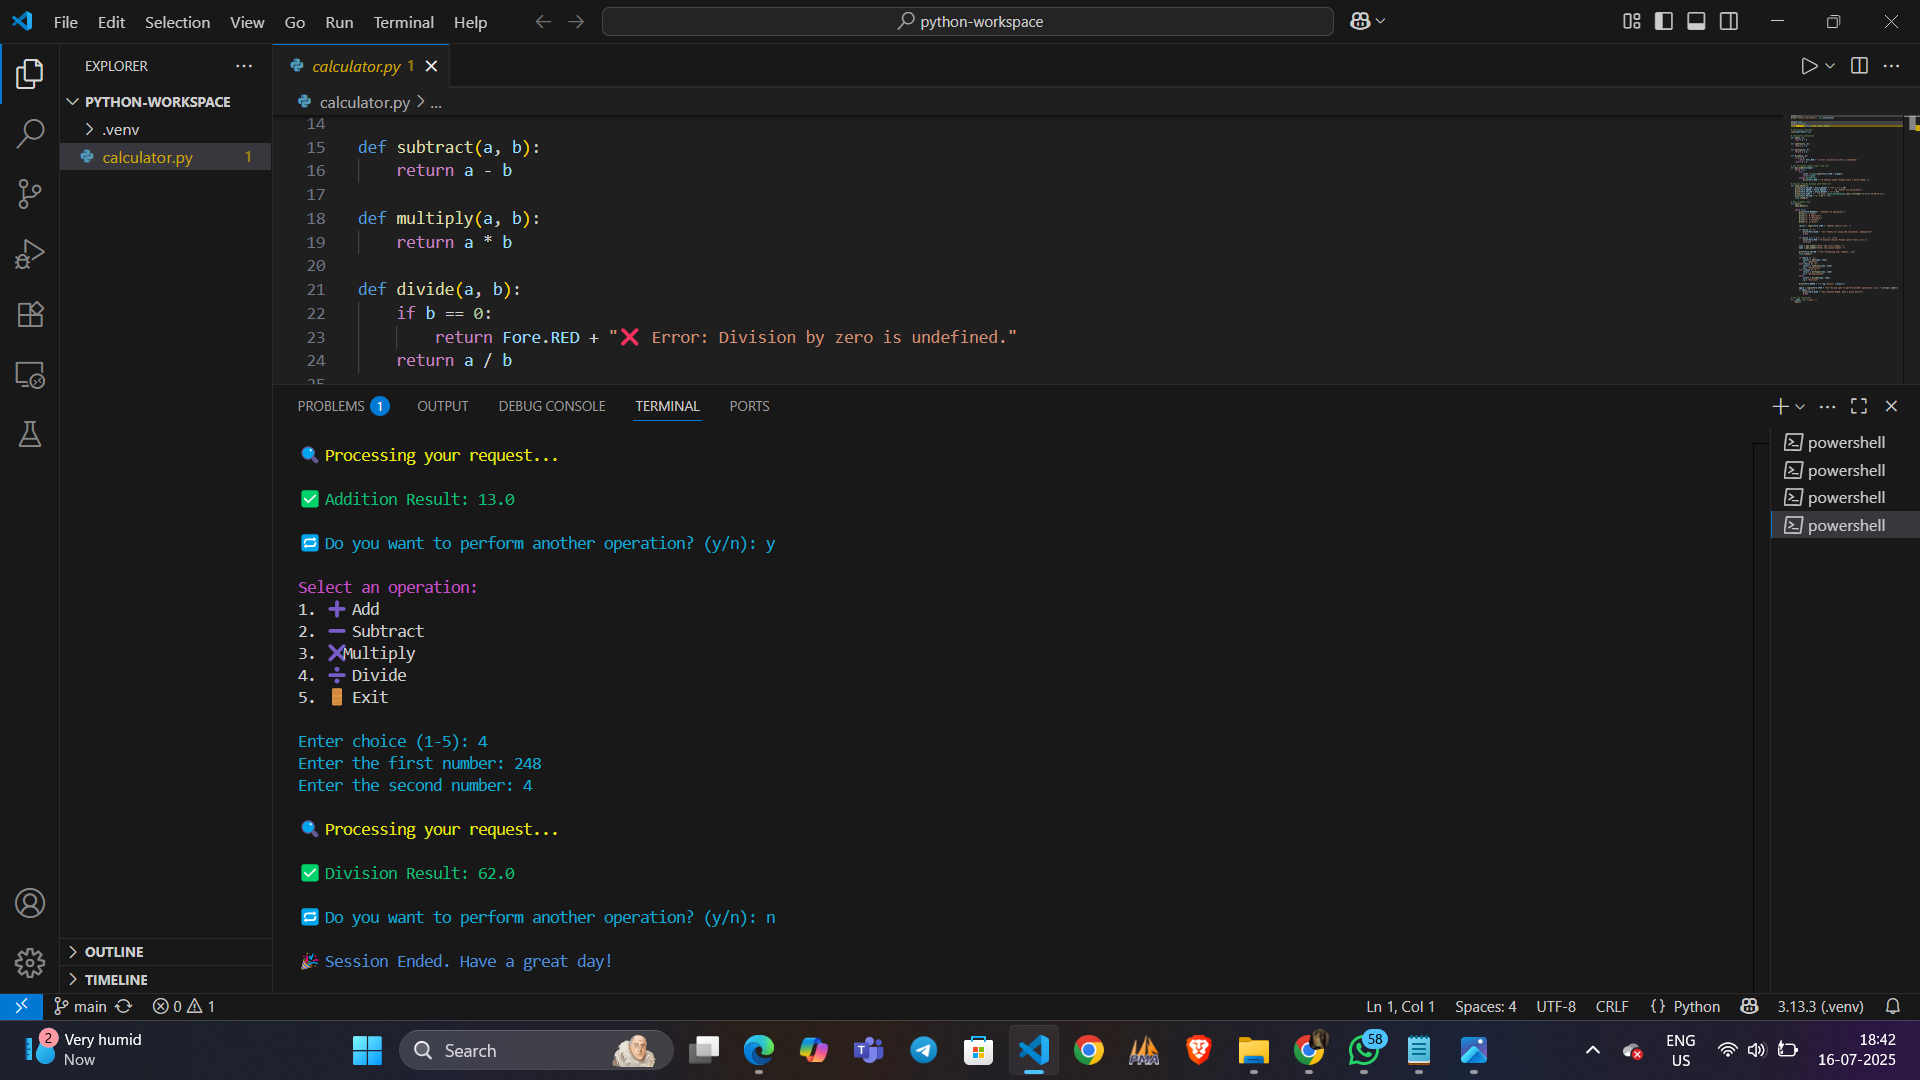 File Edit Selection View Go Run Terminal Help
python-workspace
EXPLORER
PYTHON-WORKSPACE
.venv
calculator.py 1
calculator.py 1
calculator.py > ...
14
15 def subtract(a, b):
16 return a - b
17
18 def multiply(a, b):
19 return a * b
20
21 def divide(a, b):
22 if b == 0:
23 return Fore.RED + "❌ Error: Division by zero is undefined."
24 return a / b
25
PROBLEMS 1 OUTPUT DEBUG CONSOLE TERMINAL PORTS
🔍 Processing your request...
✅ Addition Result: 13.0
🔁 Do you want to perform another operation? (y/n): y
Select an operation:
1. ➕ Add
2. ➖ Subtract
3. ✖Multiply
4. ➗ Divide
5. 🚪 Exit
Enter choice (1-5): 4
Enter the first number: 248
Enter the second number: 4
🔍 Processing your request...
✅ Division Result: 62.0
🔁 Do you want to perform another operation? (y/n): n
🎉 Session Ended. Have a great day!
powershell
powershell
powershell
powershell
OUTLINE
TIMELINE
main 0 1
Ln 1, Col 1 Spaces: 4 UTF-8 CRLF {} Python 3.13.3 (.venv)
2
Very humid
Now
Search
T
PMA
58
ENG
US
18:42
16-07-2025